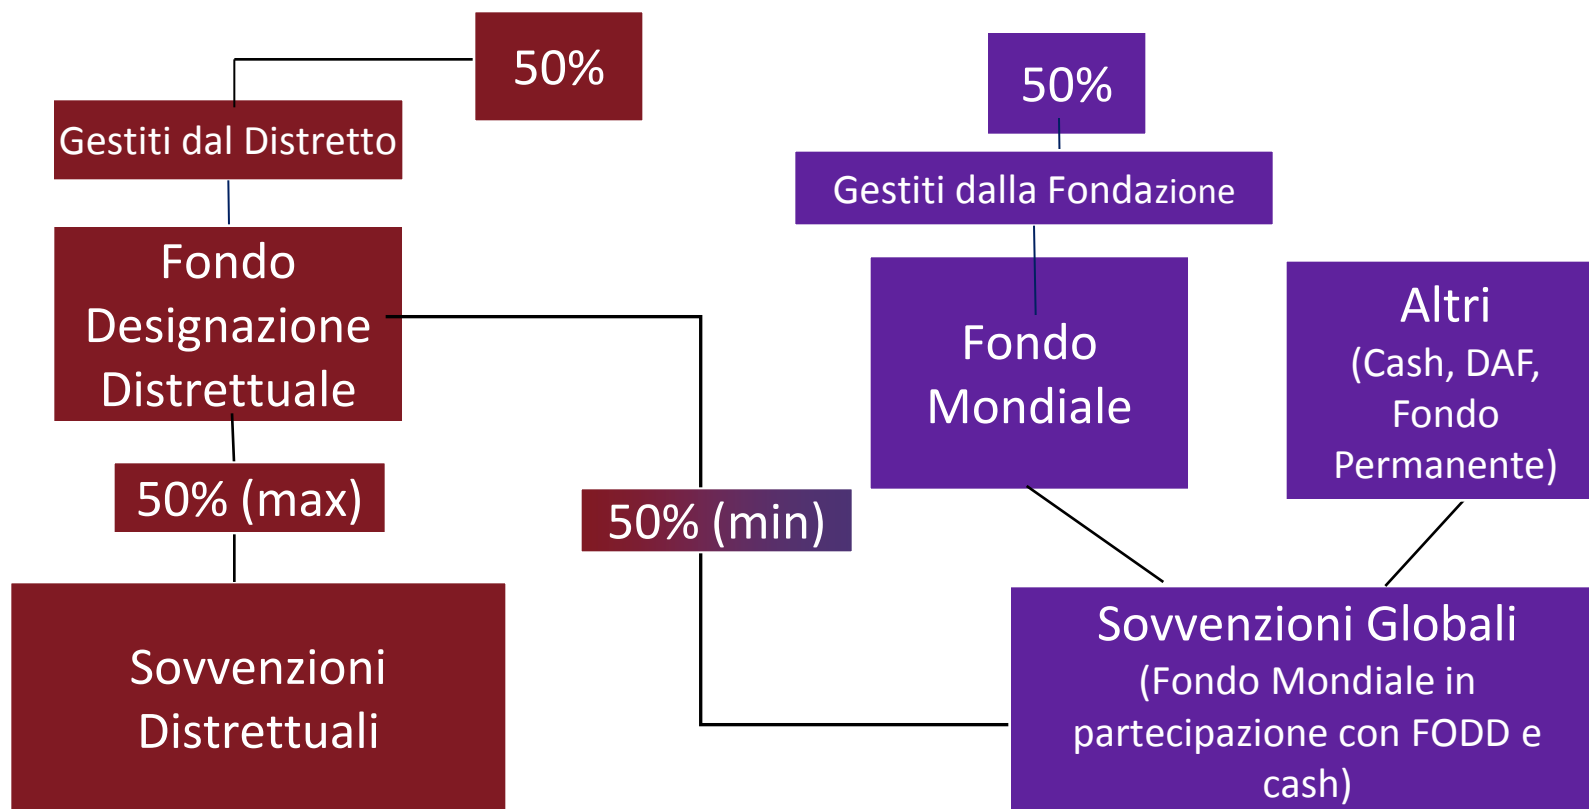 50%
Gestiti dal Distretto
Fondo
Designazione
Distrettuale
50% (max)
Sovvenzioni
Distrettuali
50% (min)
50%
Gestiti dalla Fondazione
Fondo
Mondiale
Altri
(Cash, DAF,
Fondo
Permanente)
Sovvenzioni Globali
(Fondo Mondiale in
partecipazione con FODD e
cash)